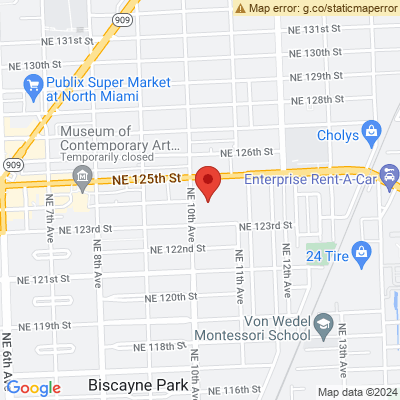 Map error: g.co/staticmaperror
909
NE 131st St
NE 131st St
NE 130th St
NE 130th St
NE 129th St
Publix Super Market
at North Miami
NE 128th St
Cholys
Museum of
Contemporary Art...
Temporarily closed
NE 126th St
909
NE 125th St
Enterprise Rent-A-Car
NE 7th Ave
NE 10th Ave
NE 123rd St
NE 123rd St
NE 8th Ave
NE 122nd St
NE 11th Ave
NE 12th Ave
24 Tire
NE 121st St
NE 120th St
NE 119th St
Von Wedel
Montessori School
NE 6th Ave
NE 118th St
NE 10th Ave
NE 13th Ave
Biscayne Park
NE 116th St
Google
Map data ©2024